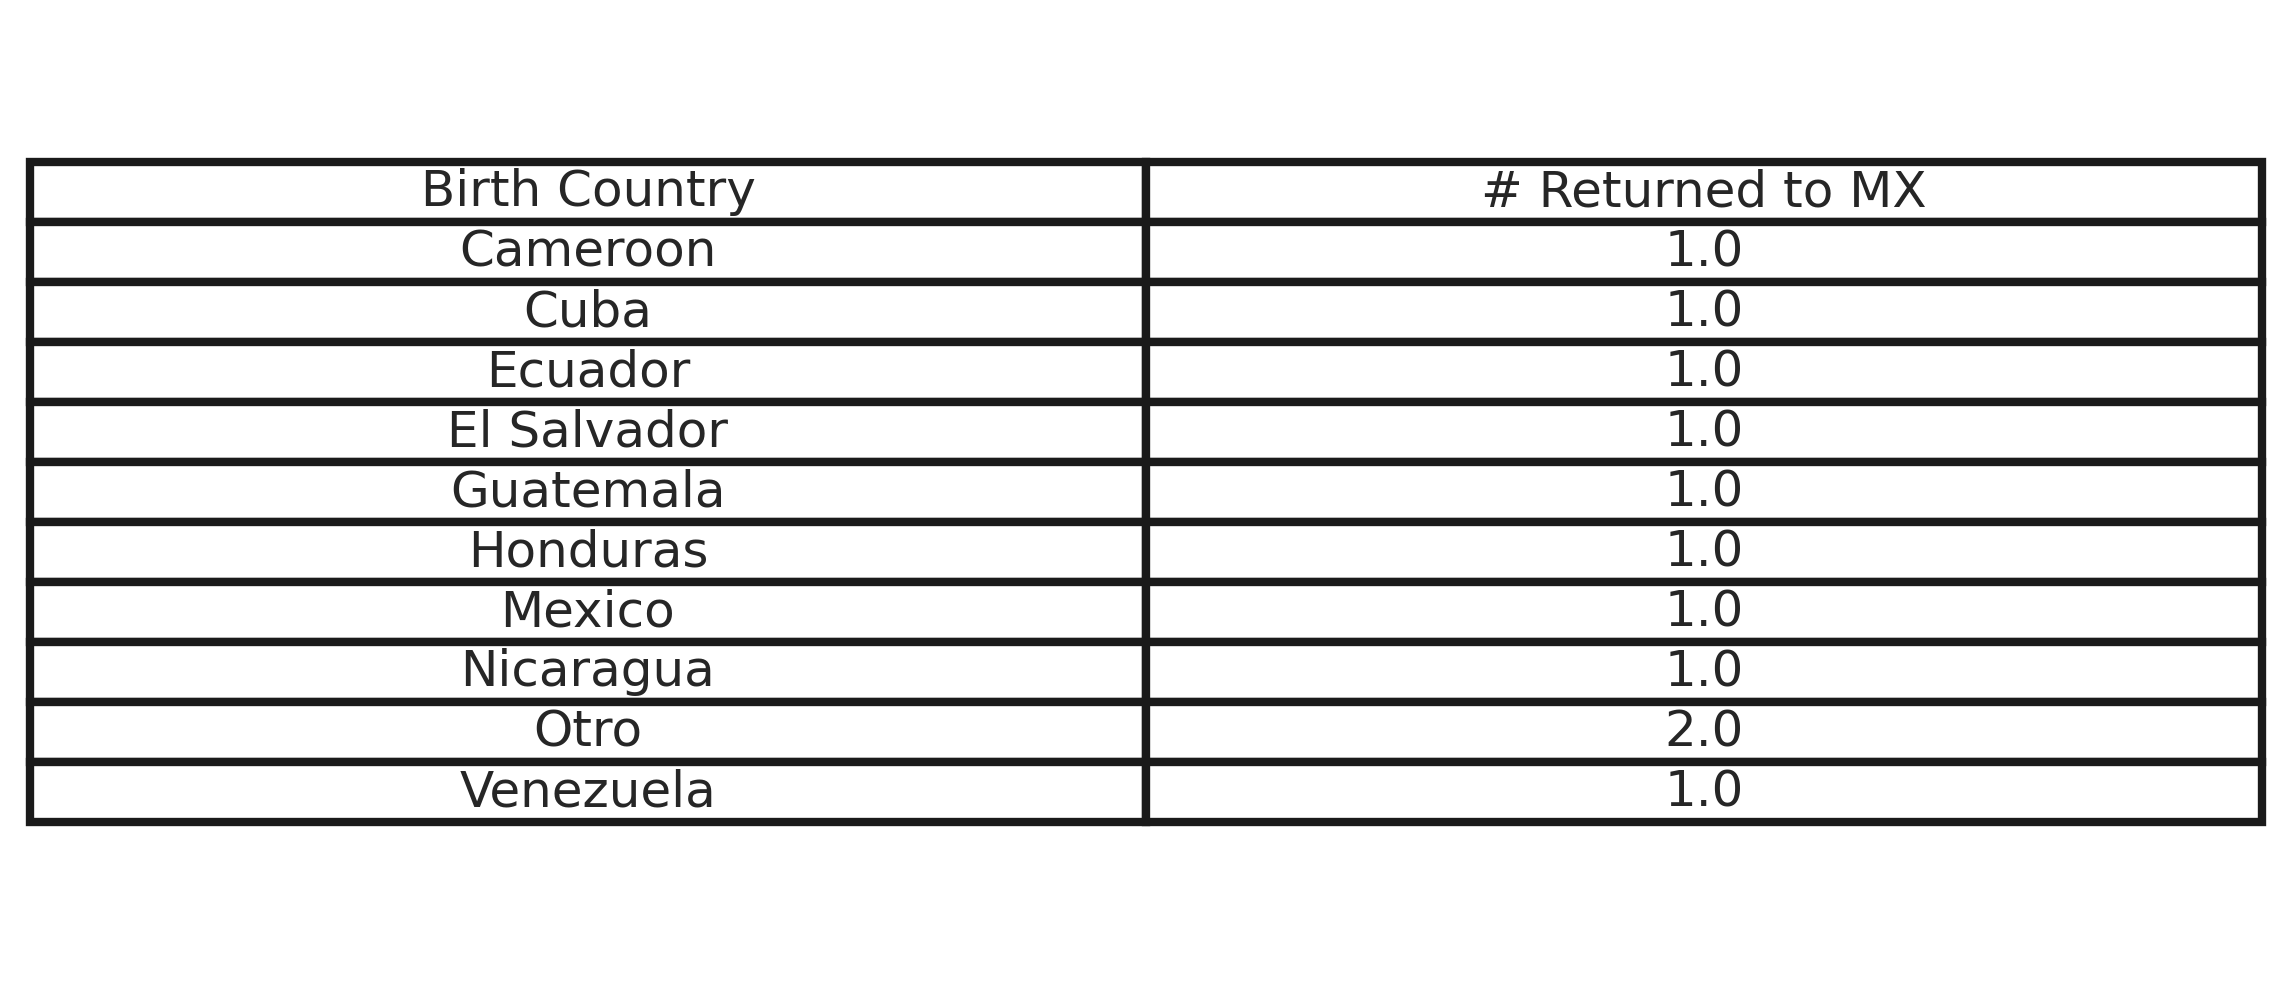 Birth Country # Returned to MX
Cameroon 1.0
Cuba 1.0
Ecuador 1.0
El Salvador 1.0
Guatemala 1.0
Honduras 1.0
Mexico 1.0
Nicaragua 1.0
Otro 2.0
Venezuela 1.0